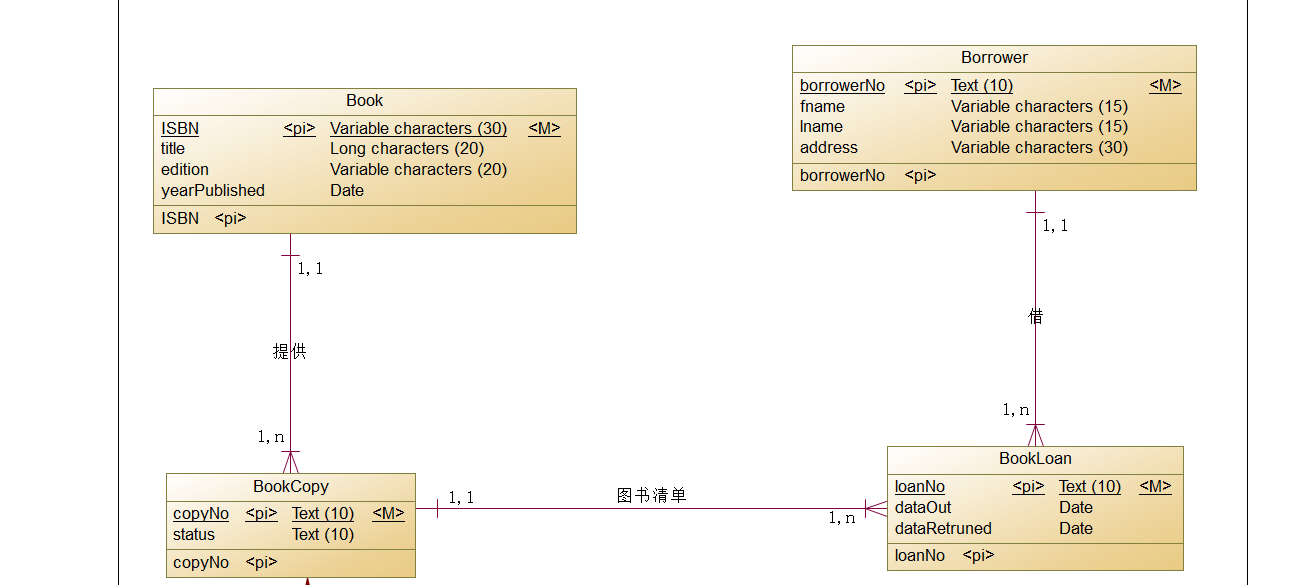 Book
ISBN <pi> Variable characters (30) <M>
title Long characters (20)
edition Variable characters (20)
yearPublished Date
ISBN <pi>
Borrower
borrowerNo <pi> Text (10) <M>
fname Variable characters (15)
lname Variable characters (15)
address Variable characters (30)
borrowerNo <pi>
1,1
提供
1,n
1,1
借
1,n
BookCopy
copyNo <pi> Text (10) <M>
status Text (10)
copyNo <pi>
1,1
图书清单
1,n
BookLoan
loanNo <pi> Text (10) <M>
dataOut Date
dataRetruned Date
loanNo <pi>